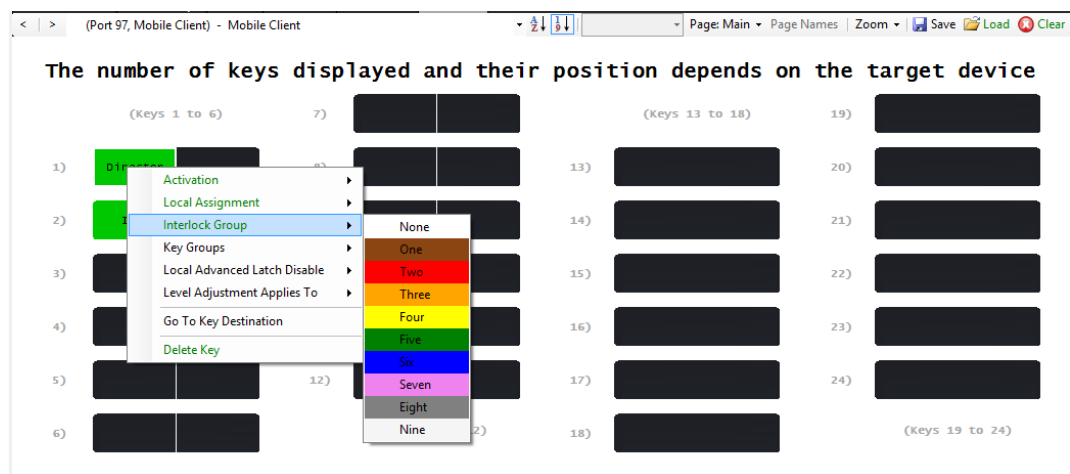 < > (Port 97, Mobile Client) - Mobile Client Page: Main Page Names Zoom Save Load Clear
The number of keys displayed and their position depends on the target device
(Keys 1 to 6) 7) (Keys 13 to 18) 19)
1) Director 13) 20)
2) 14) 21)
3) 15) 22)
4) 16) 23)
5) 12) 17) 24)
6) 18) (Keys 19 to 24)
Activation
Local Assignment
Interlock Group
Key Groups
Local Advanced Latch Disable
Level Adjustment Applies To
Go To Key Destination
Delete Key
None
One
Two
Three
Four
Five
Six
Seven
Eight
Nine